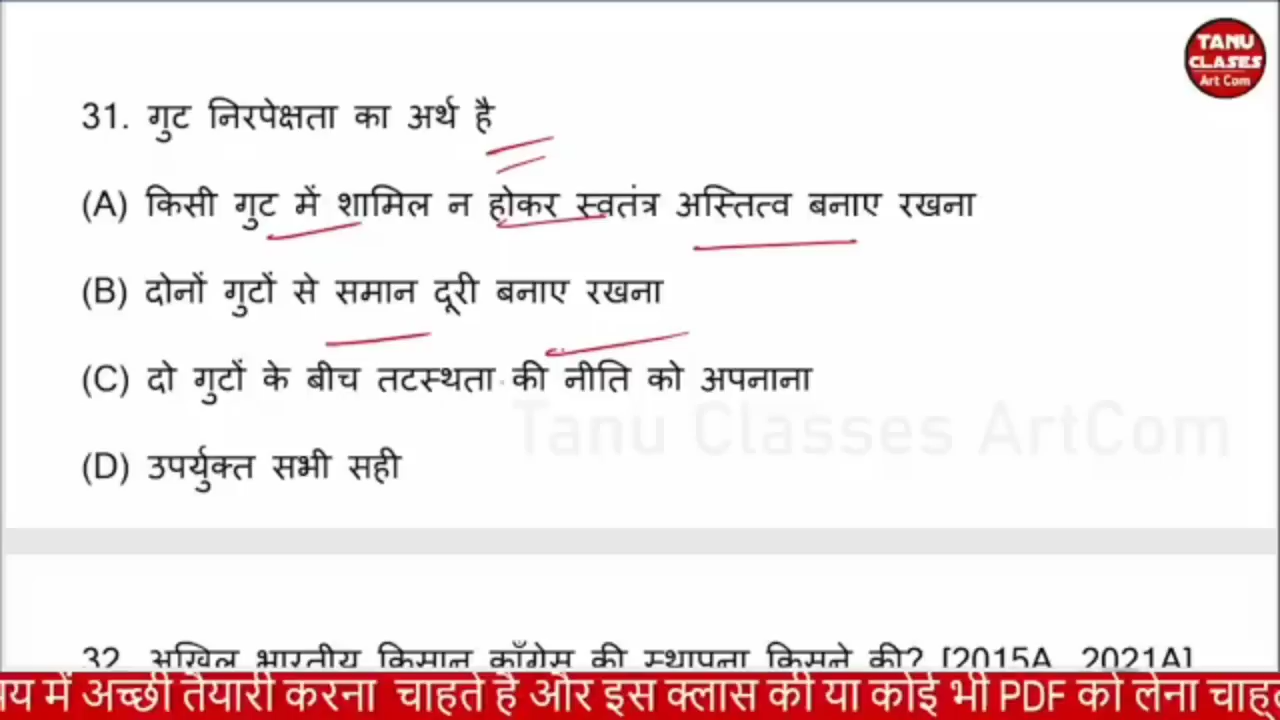 TANU
CLASES
Art Com
31. गुट निरपेक्षता का अर्थ है
(A) किसी गुट में शामिल न होकर स्वतंत्र अस्तित्व बनाए रखना
(B) दोनों गुटों से समान दूरी बनाए रखना
(C) दो गुटों के बीच तटस्थता की नीति को अपनाना
Tanu Classes ArtCom
(D) उपर्युक्त सभी सही
32. अखिल भारतीय किसान काँग्रेस की स्थापना किसने की? [2015A, 2021A]
में अच्छी तैयारी करना चाहते है और इस क्लास की या कोई भी PDF को लेना